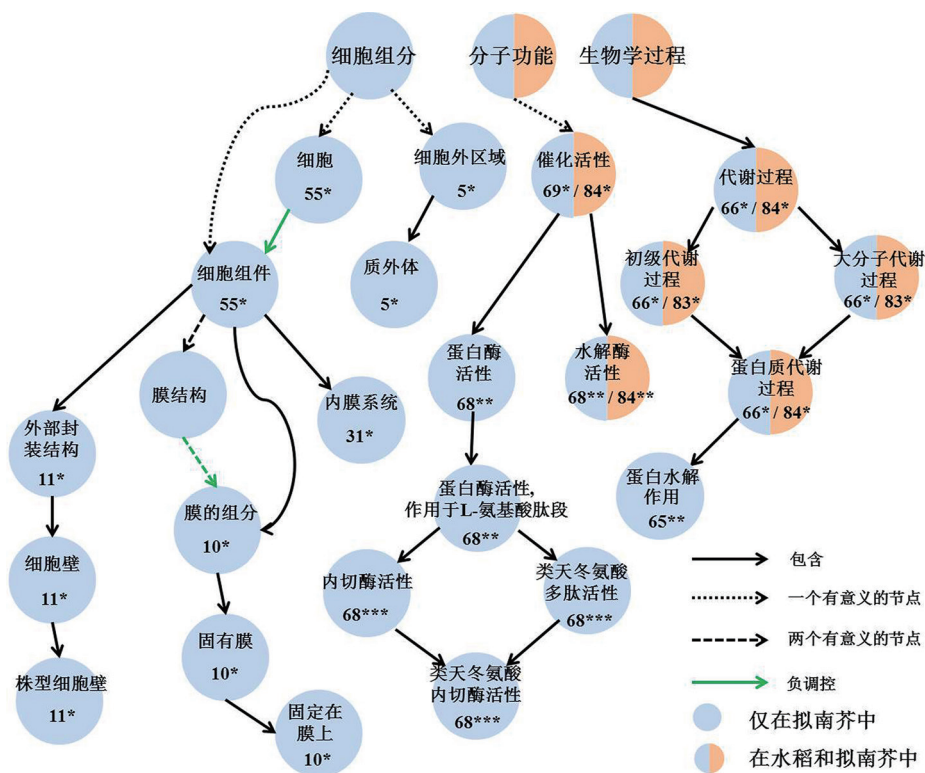 细胞组分
分子功能
生物学过程
细胞
55*
细胞外区域
5*
催化活性
69* / 84*
代谢过程
66* / 84*
细胞组件
55*
质外体
5*
初级代谢
过程
66* / 83*
大分子代谢
过程
66* / 83*
膜结构
内膜系统
31*
蛋白酶
活性
68**
水解酶
活性
68** / 84**
蛋白质代谢
过程
66* / 84*
外部封
装结构
11*
膜的组分
10*
蛋白酶活性,
作用于L-氨基酸肽段
68**
蛋白水解
作用
65**
细胞壁
11*
内切酶活性
68***
类天冬氨酸
多肽活性
68***
固有膜
10*
株型细胞壁
11*
固定在
膜上
10*
类天冬氨酸
内切酶活性
68***
包含
一个有意义的节点
两个有意义的节点
负调控
仅在拟南芥中
在水稻和拟南芥中